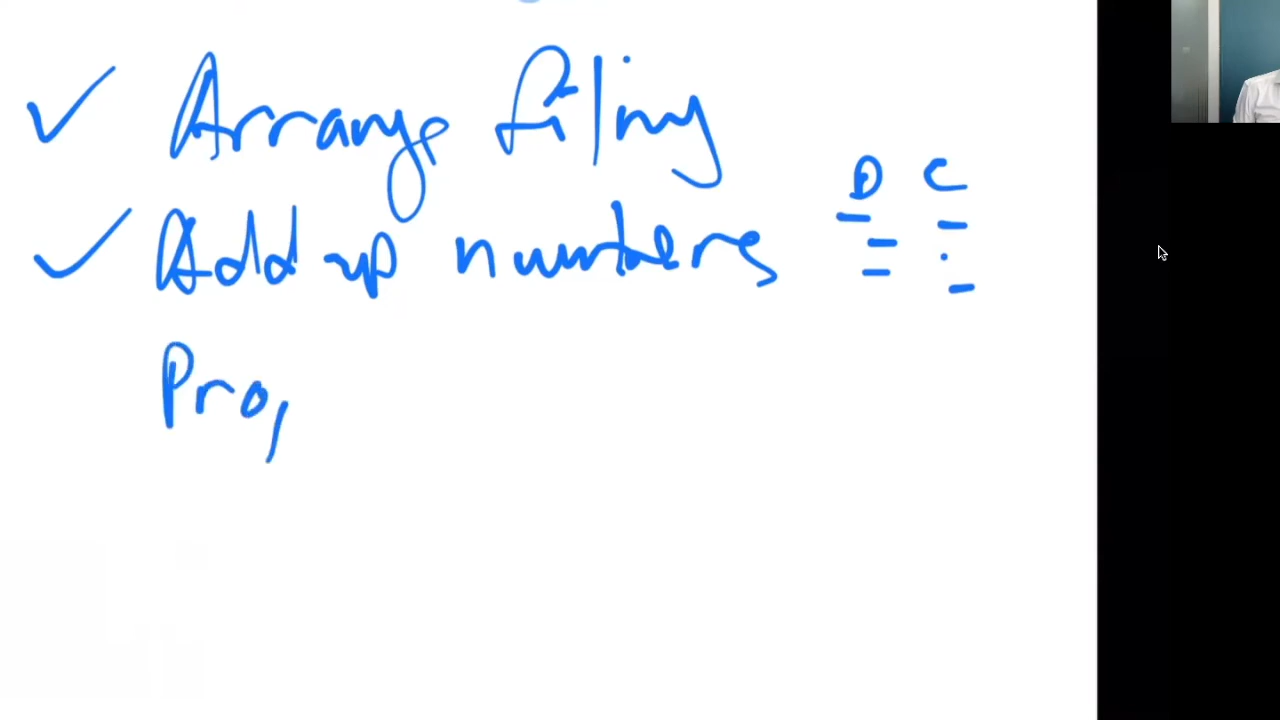 ✓ Arrange filing
D C
✓ Add up numbers
Pro,